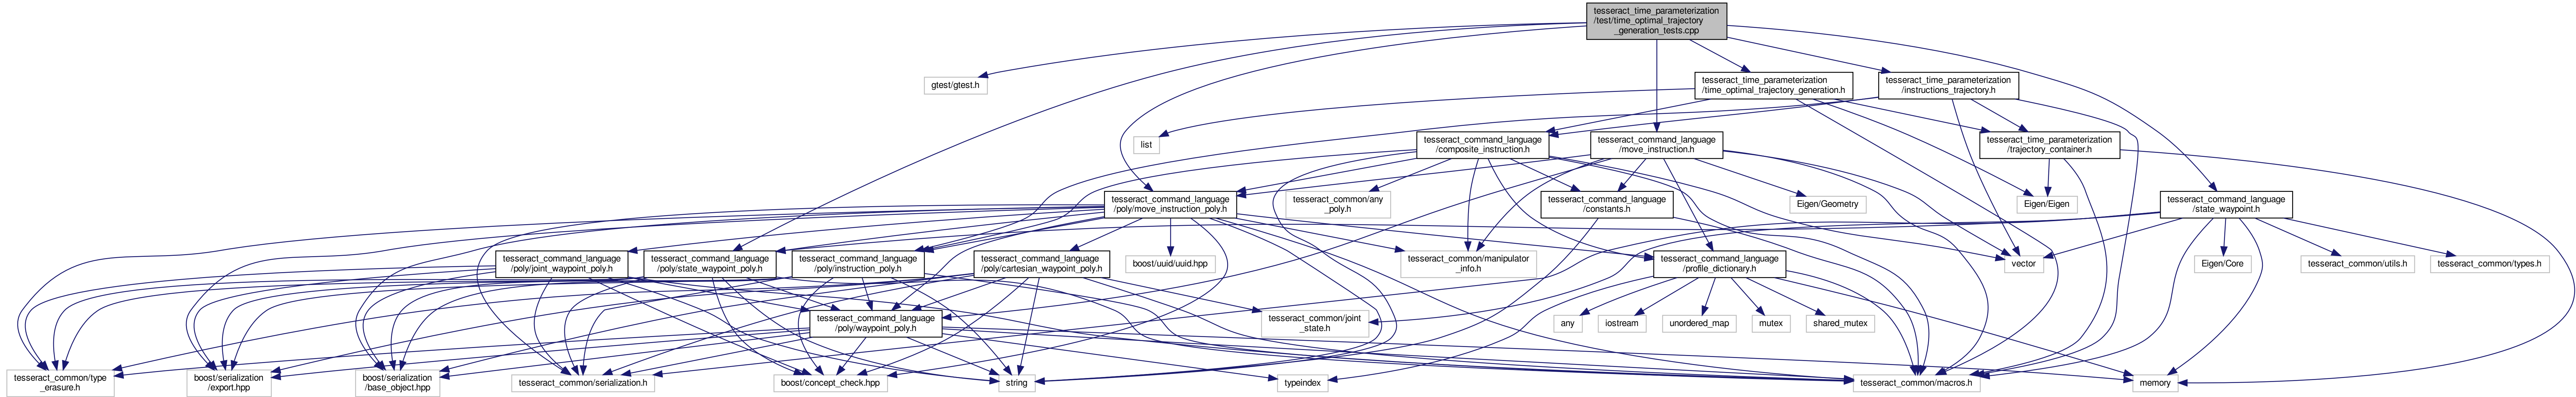 tesseract_time_parameterization
/test/time_optimal_trajectory
_generation_tests.cpp
gtest/gtest.h
tesseract_time_parameterization
/time_optimal_trajectory_generation.h
tesseract_time_parameterization
/instructions_trajectory.h
list
tesseract_command_language
/composite_instruction.h
tesseract_command_language
/move_instruction.h
tesseract_time_parameterization
/trajectory_container.h
tesseract_command_language
/poly/move_instruction_poly.h
tesseract_common/any
_poly.h
tesseract_command_language
/constants.h
Eigen/Geometry
Eigen/Eigen
tesseract_command_language
/state_waypoint.h
tesseract_command_language
/poly/joint_waypoint_poly.h
tesseract_command_language
/poly/state_waypoint_poly.h
tesseract_command_language
/poly/instruction_poly.h
tesseract_command_language
/poly/cartesian_waypoint_poly.h
boost/uuid/uuid.hpp
tesseract_common/manipulator
_info.h
tesseract_command_language
/profile_dictionary.h
vector
Eigen/Core
tesseract_common/utils.h
tesseract_common/types.h
tesseract_command_language
/poly/waypoint_poly.h
tesseract_common/joint
_state.h
any
iostream
unordered_map
mutex
shared_mutex
tesseract_common/type
_erasure.h
boost/serialization
/export.hpp
boost/serialization
/base_object.hpp
tesseract_common/serialization.h
boost/concept_check.hpp
string
typeindex
tesseract_common/macros.h
memory